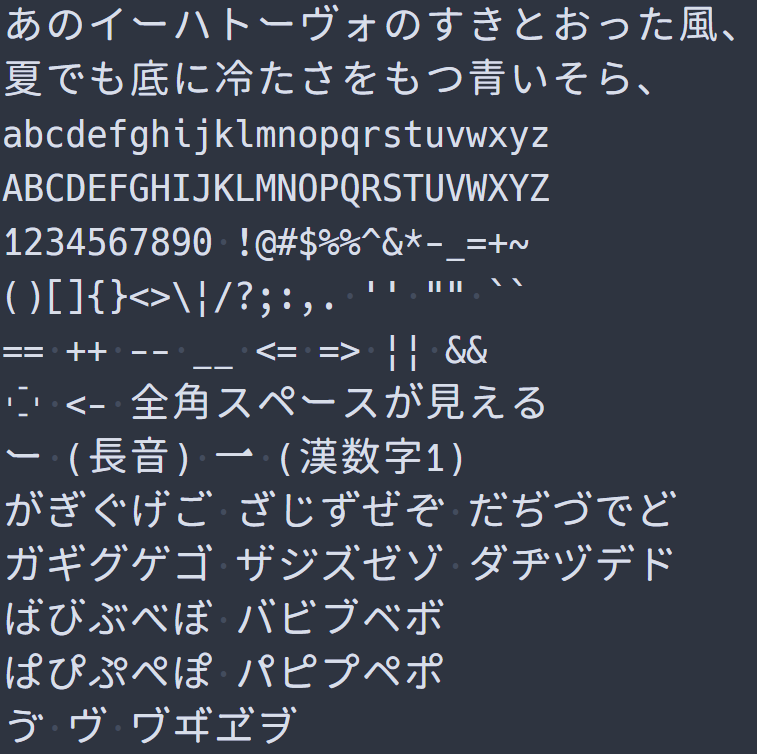 あのイーハトーヴォのすきとおった風、
夏でも底に冷たさをもつ青いそら、
abcdefghijklmnopqrstuvwxyz
ABCDEFGHIJKLMNOPQRSTUVWXYZ
1234567890 !@#$%%^&*-_=+~
()[]{}<>\|/?;:,. '' "" ``
== ++ -- __ <= => || &&
　 <- 全角スペースが見える
ー (長音) 一 (漢数字1)
がぎぐげご ざじずぜぞ だぢづでど
ガギグゲゴ ザジズゼゾ ダヂヅデド
ばびぶべぼ バビブベボ
ぱぴぷぺぽ パピプペポ
ゔ ヴ ヷヸヹヺ